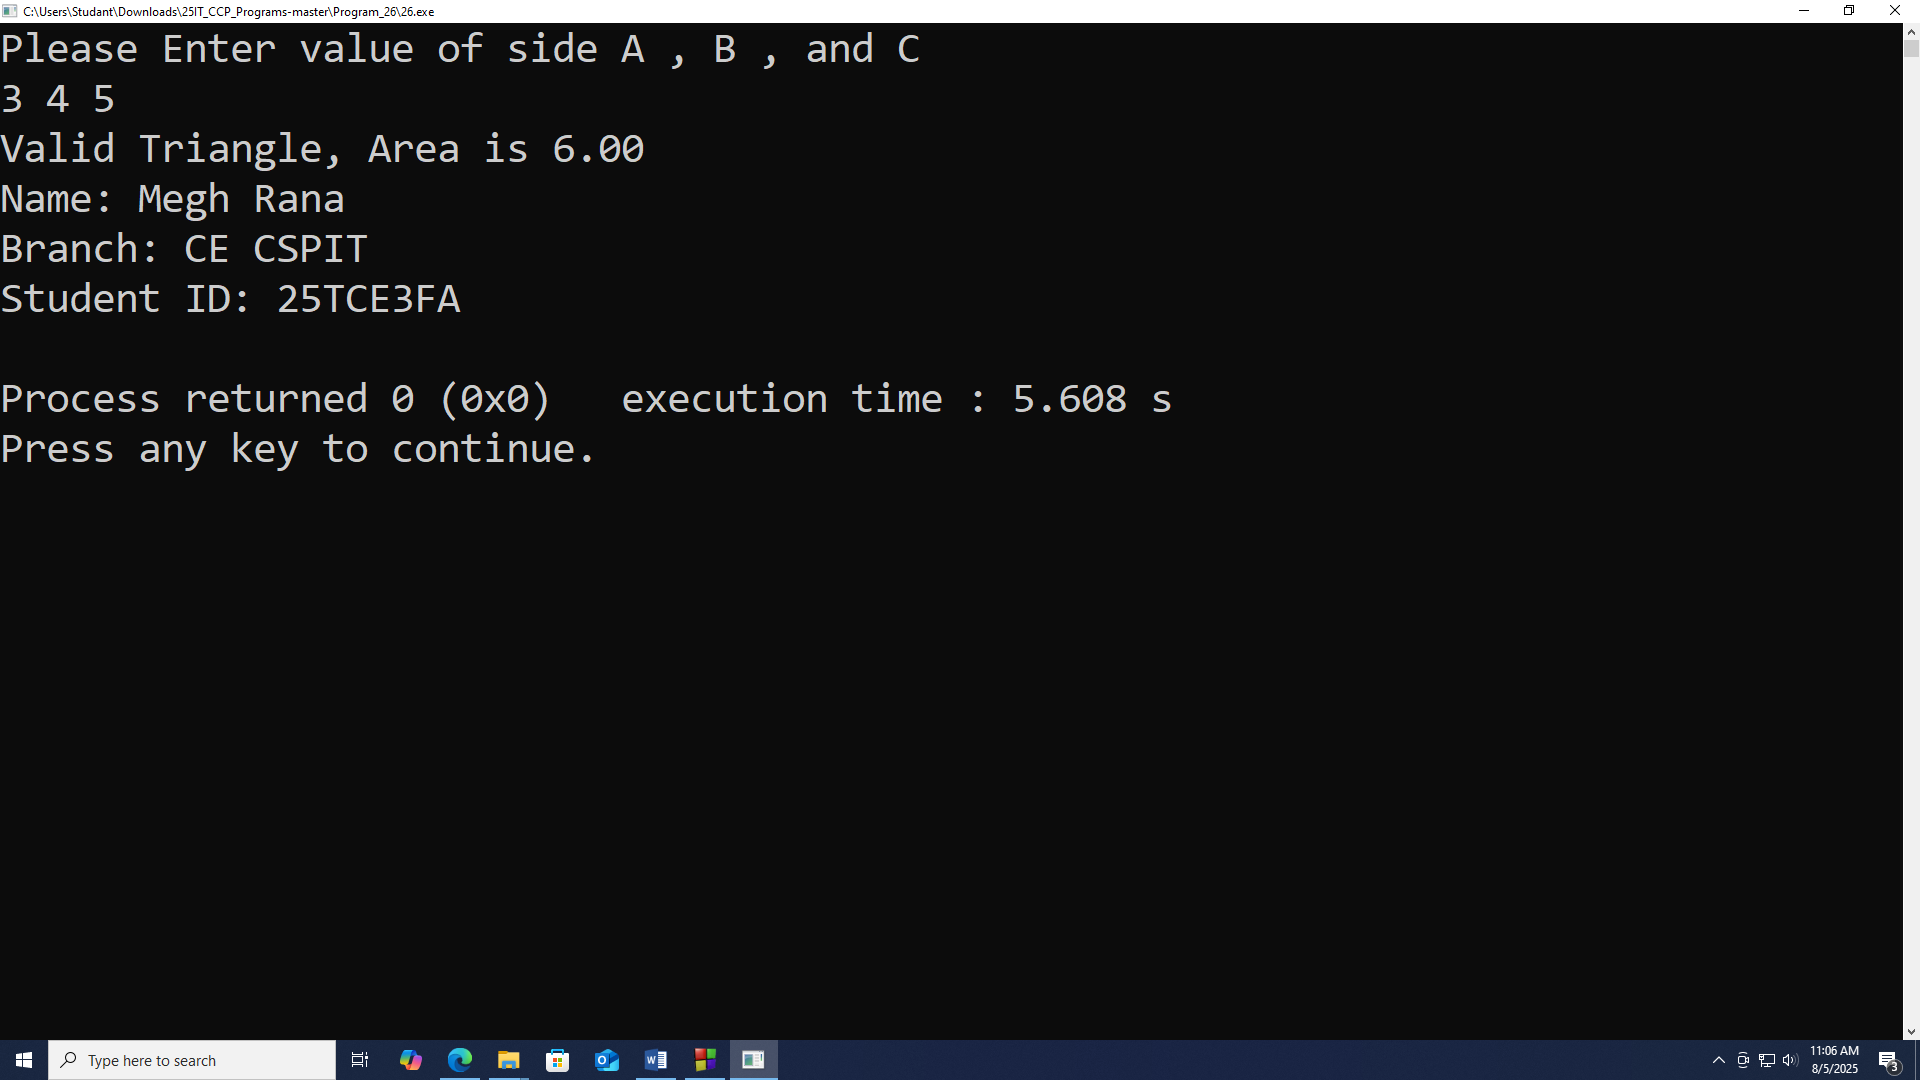 C:\Users\Studant\Downloads\25IT_CCP_Programs-master\Program_26\26.exe
Please Enter value of side A , B , and C
3 4 5
Valid Triangle, Area is 6.00
Name: Megh Rana
Branch: CE CSPIT
Student ID: 25TCE3FA
Process returned 0 (0x0)   execution time : 5.608 s
Press any key to continue.
Type here to search
11:06 AM
8/5/2025
3